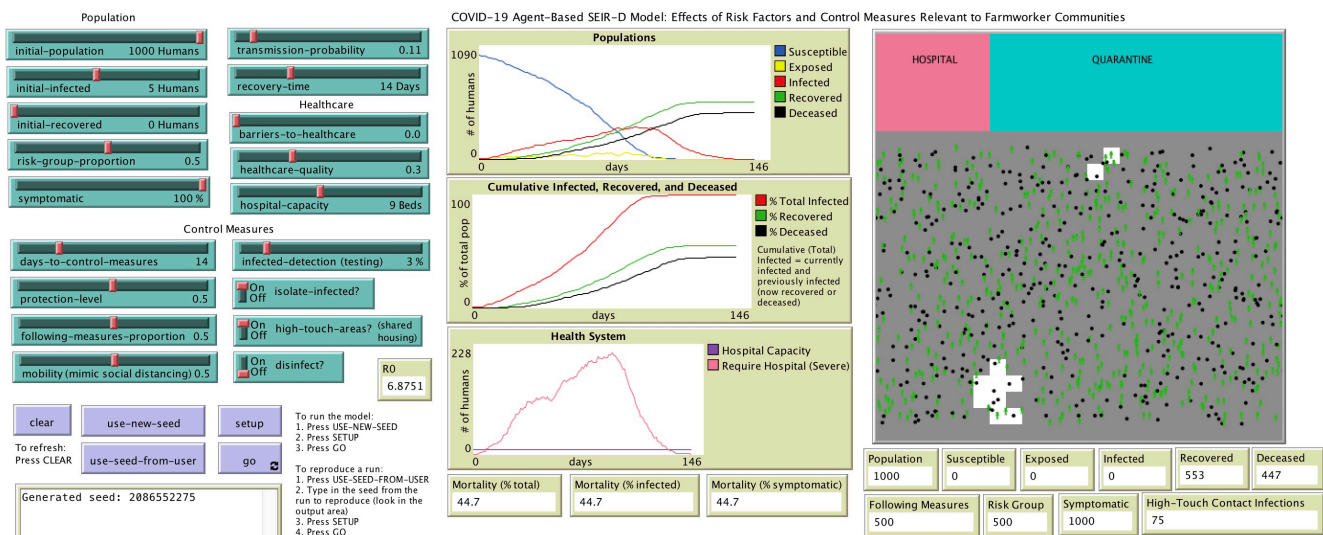 Population
initial-population 1000 Humans
initial-infected 5 Humans
initial-recovered 0 Humans
risk-group-proportion 0.5
symptomatic 100 %
transmission-probability 0.11
recovery-time 14 Days
Healthcare
barriers-to-healthcare 0.0
healthcare-quality 0.3
hospital-capacity 9 Beds
Control Measures
days-to-control-measures 14
protection-level 0.5
following-measures-proportion 0.5
mobility (mimic social distancing) 0.5
infected-detection (testing) 3 %
On
Off
isolate-infected?
On
Off
high-touch-areas? (shared
housing)
On
Off
disinfect?
R0
6.8751
clear
use-new-seed
setup
To refresh:
Press CLEAR
use-seed-from-user
go
To run the model:
1. Press USE-NEW-SEED
2. Press SETUP
3. Press GO
To reproduce a run:
1. Press USE-SEED-FROM-USER
2. Type in the seed from the
run to reproduce (look in the
output area)
3. Press SETUP
4. Press GO
Generated seed: 2086552275
COVID-19 Agent-Based SEIR-D Model: Effects of Risk Factors and Control Measures Relevant to Farmworker Communities
Populations
1090
# of humans
0
0
days
146
Susceptible
Exposed
Infected
Recovered
Deceased
Cumulative Infected, Recovered, and Deceased
100
% of total pop
0
0
days
146
% Total Infected
% Recovered
% Deceased
Cumulative (Total)
Infected = currently
infected and
previously infected
(now recovered or
deceased)
Health System
228
# of humans
0
0
days
146
Hospital Capacity
Require Hospital (Severe)
Mortality (% total)
44.7
Mortality (% infected)
44.7
Mortality (% symptomatic)
44.7
HOSPITAL
QUARANTINE
Population
1000
Susceptible
0
Exposed
0
Infected
0
Recovered
553
Deceased
447
Following Measures
500
Risk Group
500
Symptomatic
1000
High-Touch Contact Infections
75